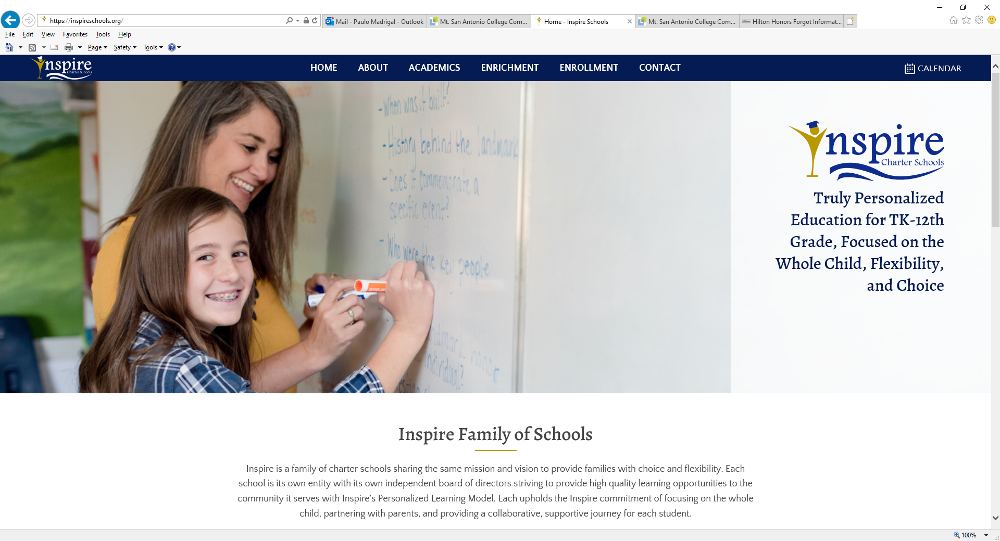 https://inspireschools.org/
Mail - Paulo Madrigal - Outlook
Mt. San Antonio College Com...
Home - Inspire Schools
Mt. San Antonio College Com...
Hilton Honors Forgot Informat...
File Edit View Favorites Tools Help
Page Safety Tools
nspire
Charter Schools
HOME ABOUT ACADEMICS ENRICHMENT ENROLLMENT CONTACT
CALENDAR
-When was it built?
-History behind the landmark
-Does it commemorate a
specific event?
-Who were the key people
individual?
nspire
Charter Schools
Truly Personalized
Education for TK-12th
Grade, Focused on the
Whole Child, Flexibility,
and Choice
Inspire Family of Schools
Inspire is a family of charter schools sharing the same mission and vision to provide families with choice and flexibility. Each
school is its own entity with its own independent board of directors striving to provide high quality learning opportunities to the
community it serves with Inspire's Personalized Learning Model. Each upholds the Inspire commitment of focusing on the whole
child, partnering with parents, and providing a collaborative, supportive journey for each student.
100%